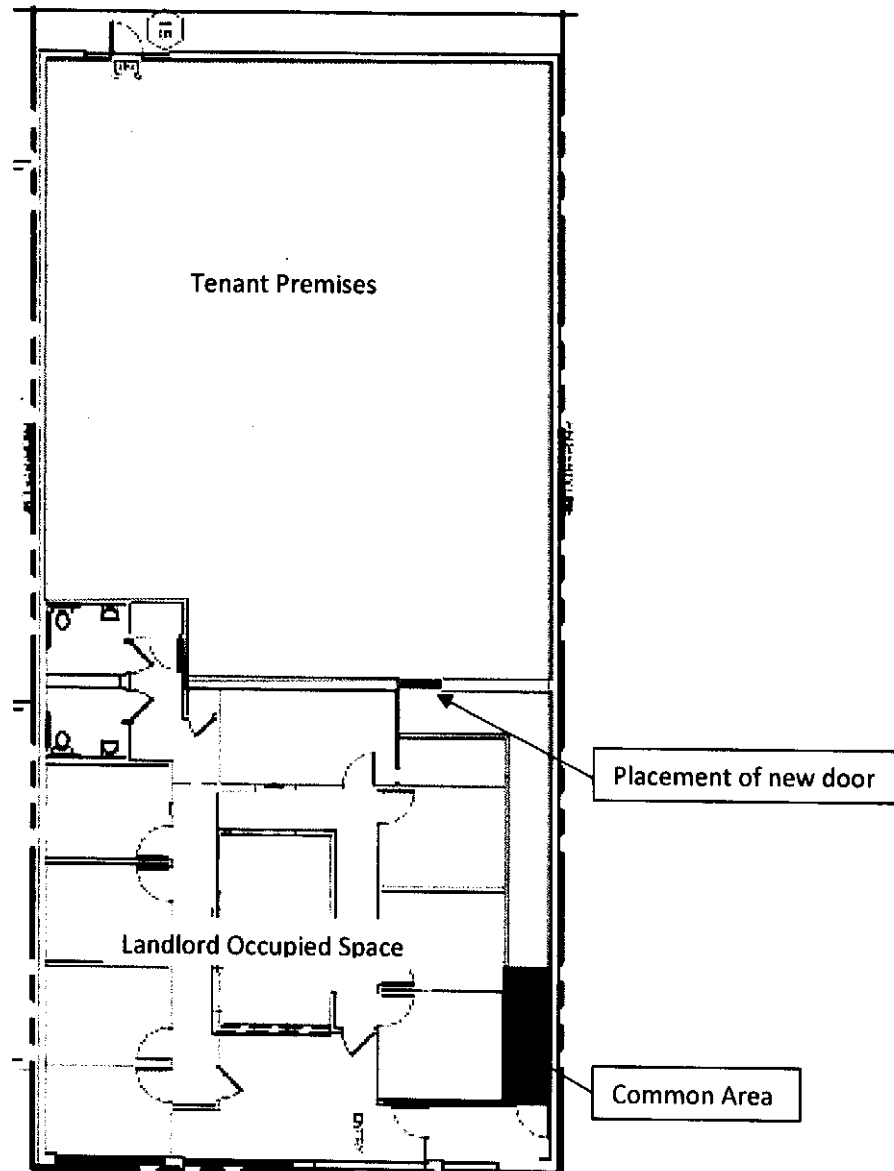 Tenant Premises
Placement of new door
Landlord Occupied Space
Common Area